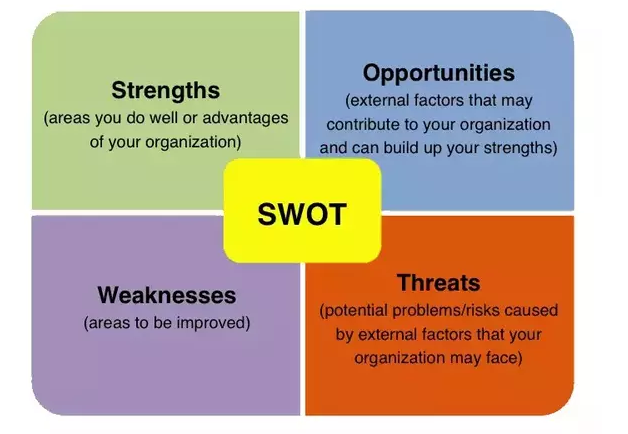 Strengths
(areas you do well or advantages
of your organization)
Opportunities
(external factors that may
contribute to your organization
and can build up your strengths)
SWOT
Weaknesses
(areas to be improved)
Threats
(potential problems/risks caused
by external factors that your
organization may face)